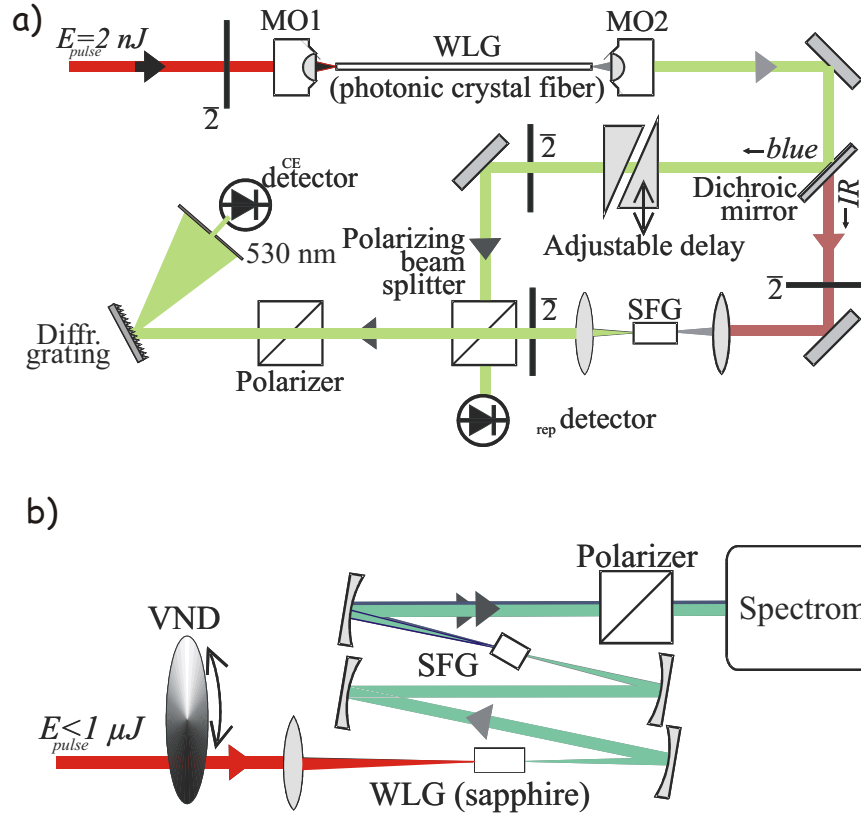 a)
E_pulse=2 nJ
MO1
WLG
MO2
(photonic crystal fiber)
2
2
blue
IR
Dichroic
mirror
CE
detector
530 nm
Polarizing
beam
splitter
Adjustable delay
2
2
SFG
Diffr.
grating
Polarizer
rep detector
b)
Polarizer
VND
Spectrom
SFG
E_pulse<1 μJ
WLG (sapphire)